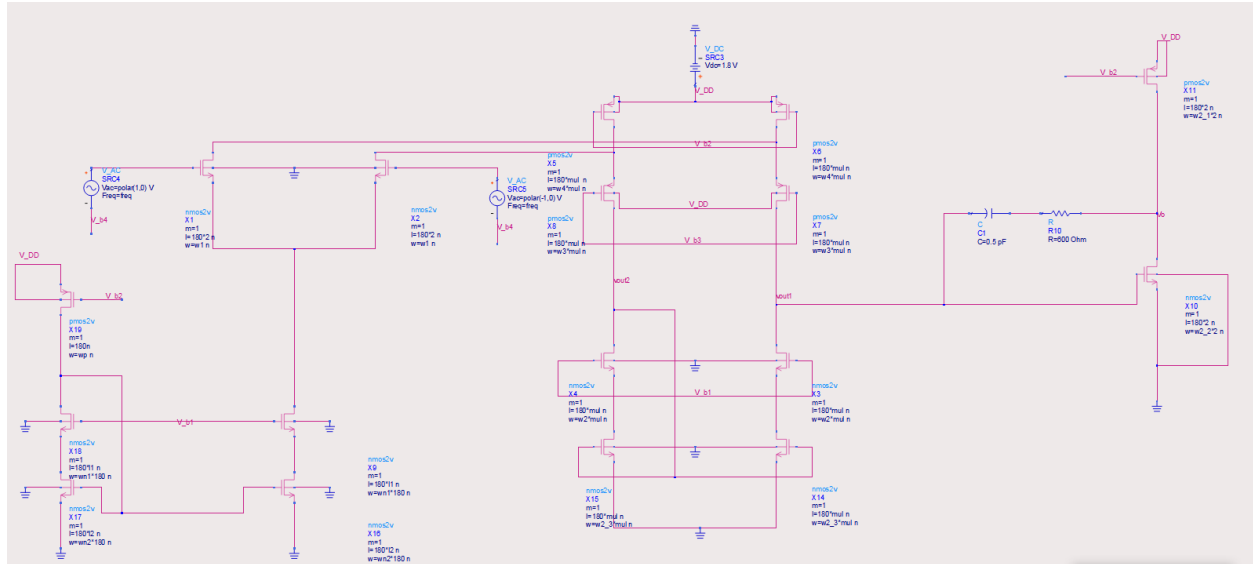 V_DC
SRC3
Vdc=1.8 V
V_DD
V_DD
V_b2
pmos2v
X11
m=1
l=180*2 n
w=w2_1*2 n
V_b2
pmos2v
X5
m=1
l=180*mul n
w=w4*mul n
pmos2v
X6
m=1
l=180*mul n
w=w4*mul n
V_AC
SRC4
Vac=polar(1,0) V
Freq=freq
V_b4
V_AC
SRC5
Vac=polar(-1,0) V
Freq=freq
V_b4
nmos2v
X1
m=1
l=180*2 n
w=w1 n
nmos2v
X2
m=1
l=180*2 n
w=w1 n
V_DD
pmos2v
X8
m=1
l=180*mul n
w=w3*mul n
pmos2v
X7
m=1
l=180*mul n
w=w3*mul n
V_b3
C
C1
C=0.5 pF
R
R10
R=600 Ohm
Vo
V_DD
V_b2
pmos2v
X19
m=1
l=180n
w=wp n
vout2
vout1
nmos2v
X10
m=1
l=180*2 n
w=w2_2*2 n
nmos2v
X4
m=1
l=180*mul n
w=w2*mul n
V_b1
nmos2v
X3
m=1
l=180*mul n
w=w2*mul n
V_b1
nmos2v
X18
m=1
l=180*l1 n
w=wn1*180 n
nmos2v
X9
m=1
l=180*l1 n
w=wn1*180 n
nmos2v
X15
m=1
l=180*mul n
w=w2_3*mul n
nmos2v
X14
m=1
l=180*mul n
w=w2_3*mul n
nmos2v
X17
m=1
l=180*l2 n
w=wn2*180 n
nmos2v
X16
m=1
l=180*l2 n
w=wn2*180 n